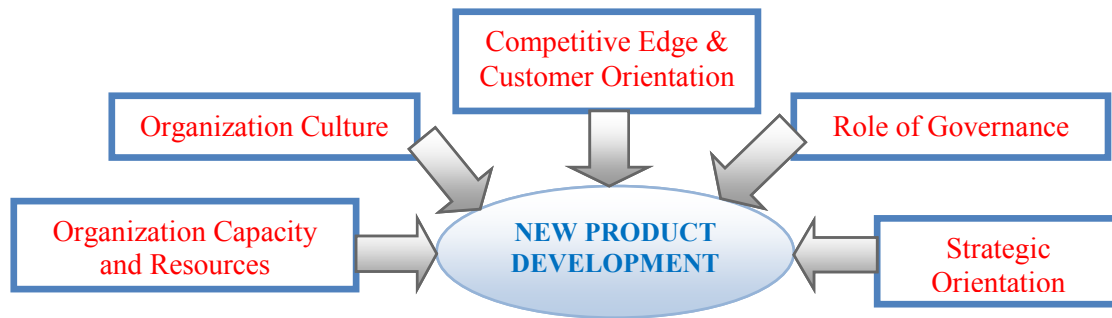 Competitive Edge &
Customer Orientation
Organization Culture
Role of Governance
Organization Capacity
and Resources
NEW PRODUCT
DEVELOPMENT
Strategic
Orientation